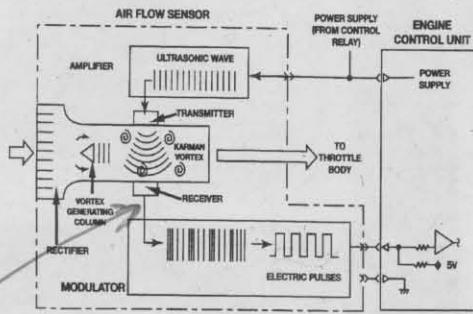 AIR FLOW SENSOR
POWER SUPPLY
(FROM CONTROL
RELAY)
ENGINE
CONTROL UNIT
AMPLIFIER
ULTRASONIC WAVE
POWER
SUPPLY
TRANSMITTER
KARMAN
VORTEX
TO
THROTTLE
BODY
VORTEX
GENERATING
COLUMN
RECEIVER
RECTIFIER
5V
ELECTRIC PULSES
MODULATOR